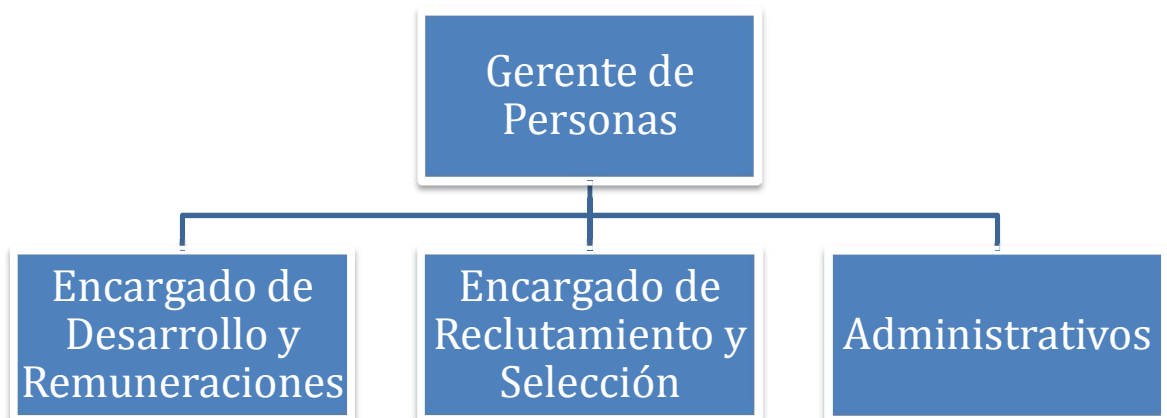 Gerente de
Personas
Encargado de
Desarrollo y
Remuneraciones
Encargado de
Reclutamiento y
Selección
Administrativos